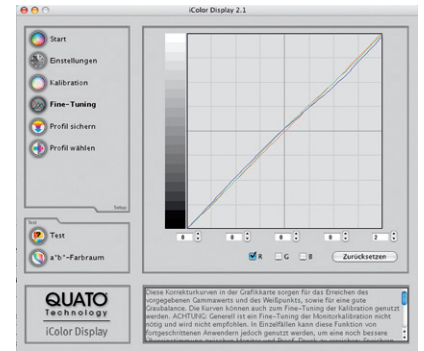 iColor Display 2.1
Start
Einstellungen
Kalibration
Fine-Tuning
Profil sichern
Profil wählen
Setup
Test
Test
a*b*-Farbraum
0 0 0 0 2
R G B Zurücksetzen
QUATO
Technology
iColor Display
Diese Korrekturkurven in der Grafikkarte sorgen für das Erreichen des
vorgegebenen Gammawerts und des Weißpunkts, sowie für eine gute
Graubalance. Die Kurven können auch zum Fine-Tuning der Kalibration genutzt
werden. ACHTUNG: Generell ist ein Fine-Tuning der Monitorkalibration nicht
nötig und wird nicht empfohlen. In Einzelfällen kann diese Funktion von
fortgeschrittenen Anwendern jedoch genutzt werden, um eine noch bessere